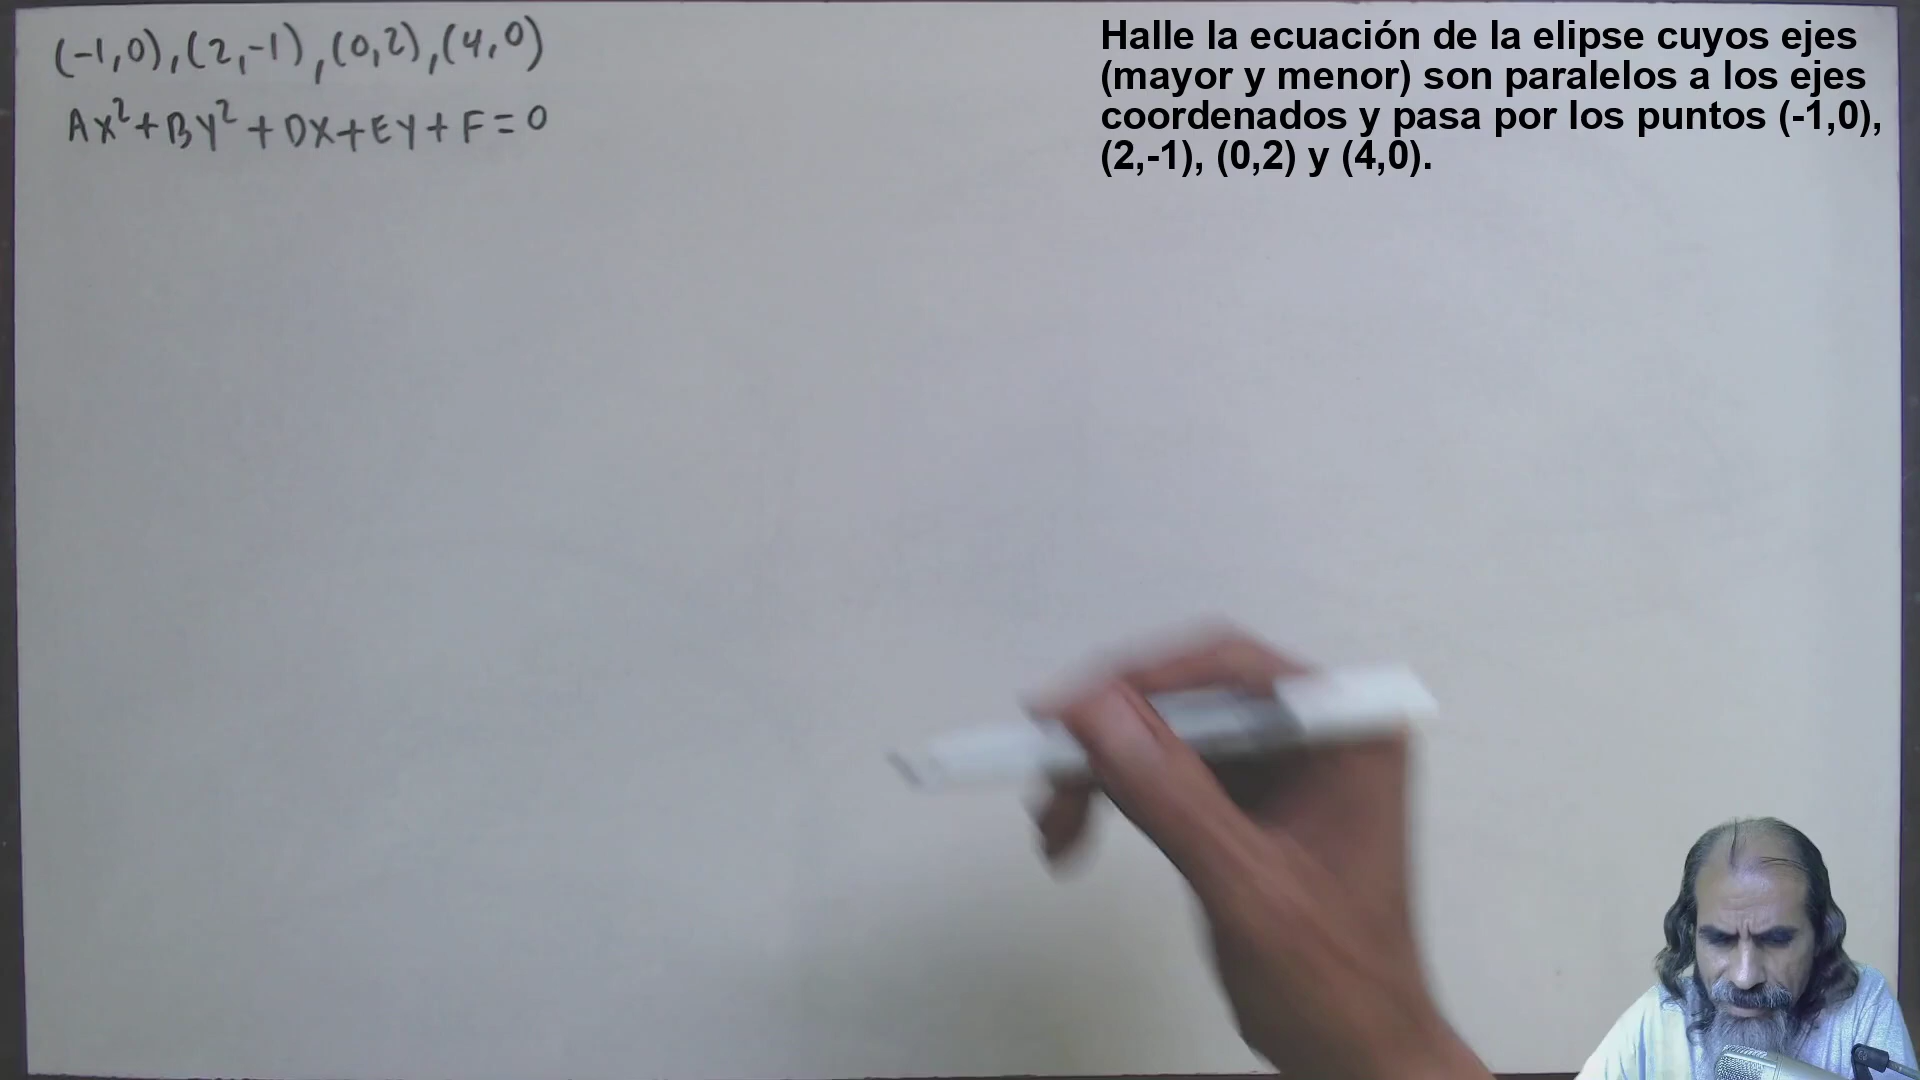 (-1,0),(2,-1),(0,2),(4,0)
Ax²+By²+Dx+Ey+F=0
Halle la ecuación de la elipse cuyos ejes
(mayor y menor) son paralelos a los ejes
coordenados y pasa por los puntos (-1,0),
(2,-1), (0,2) y (4,0).